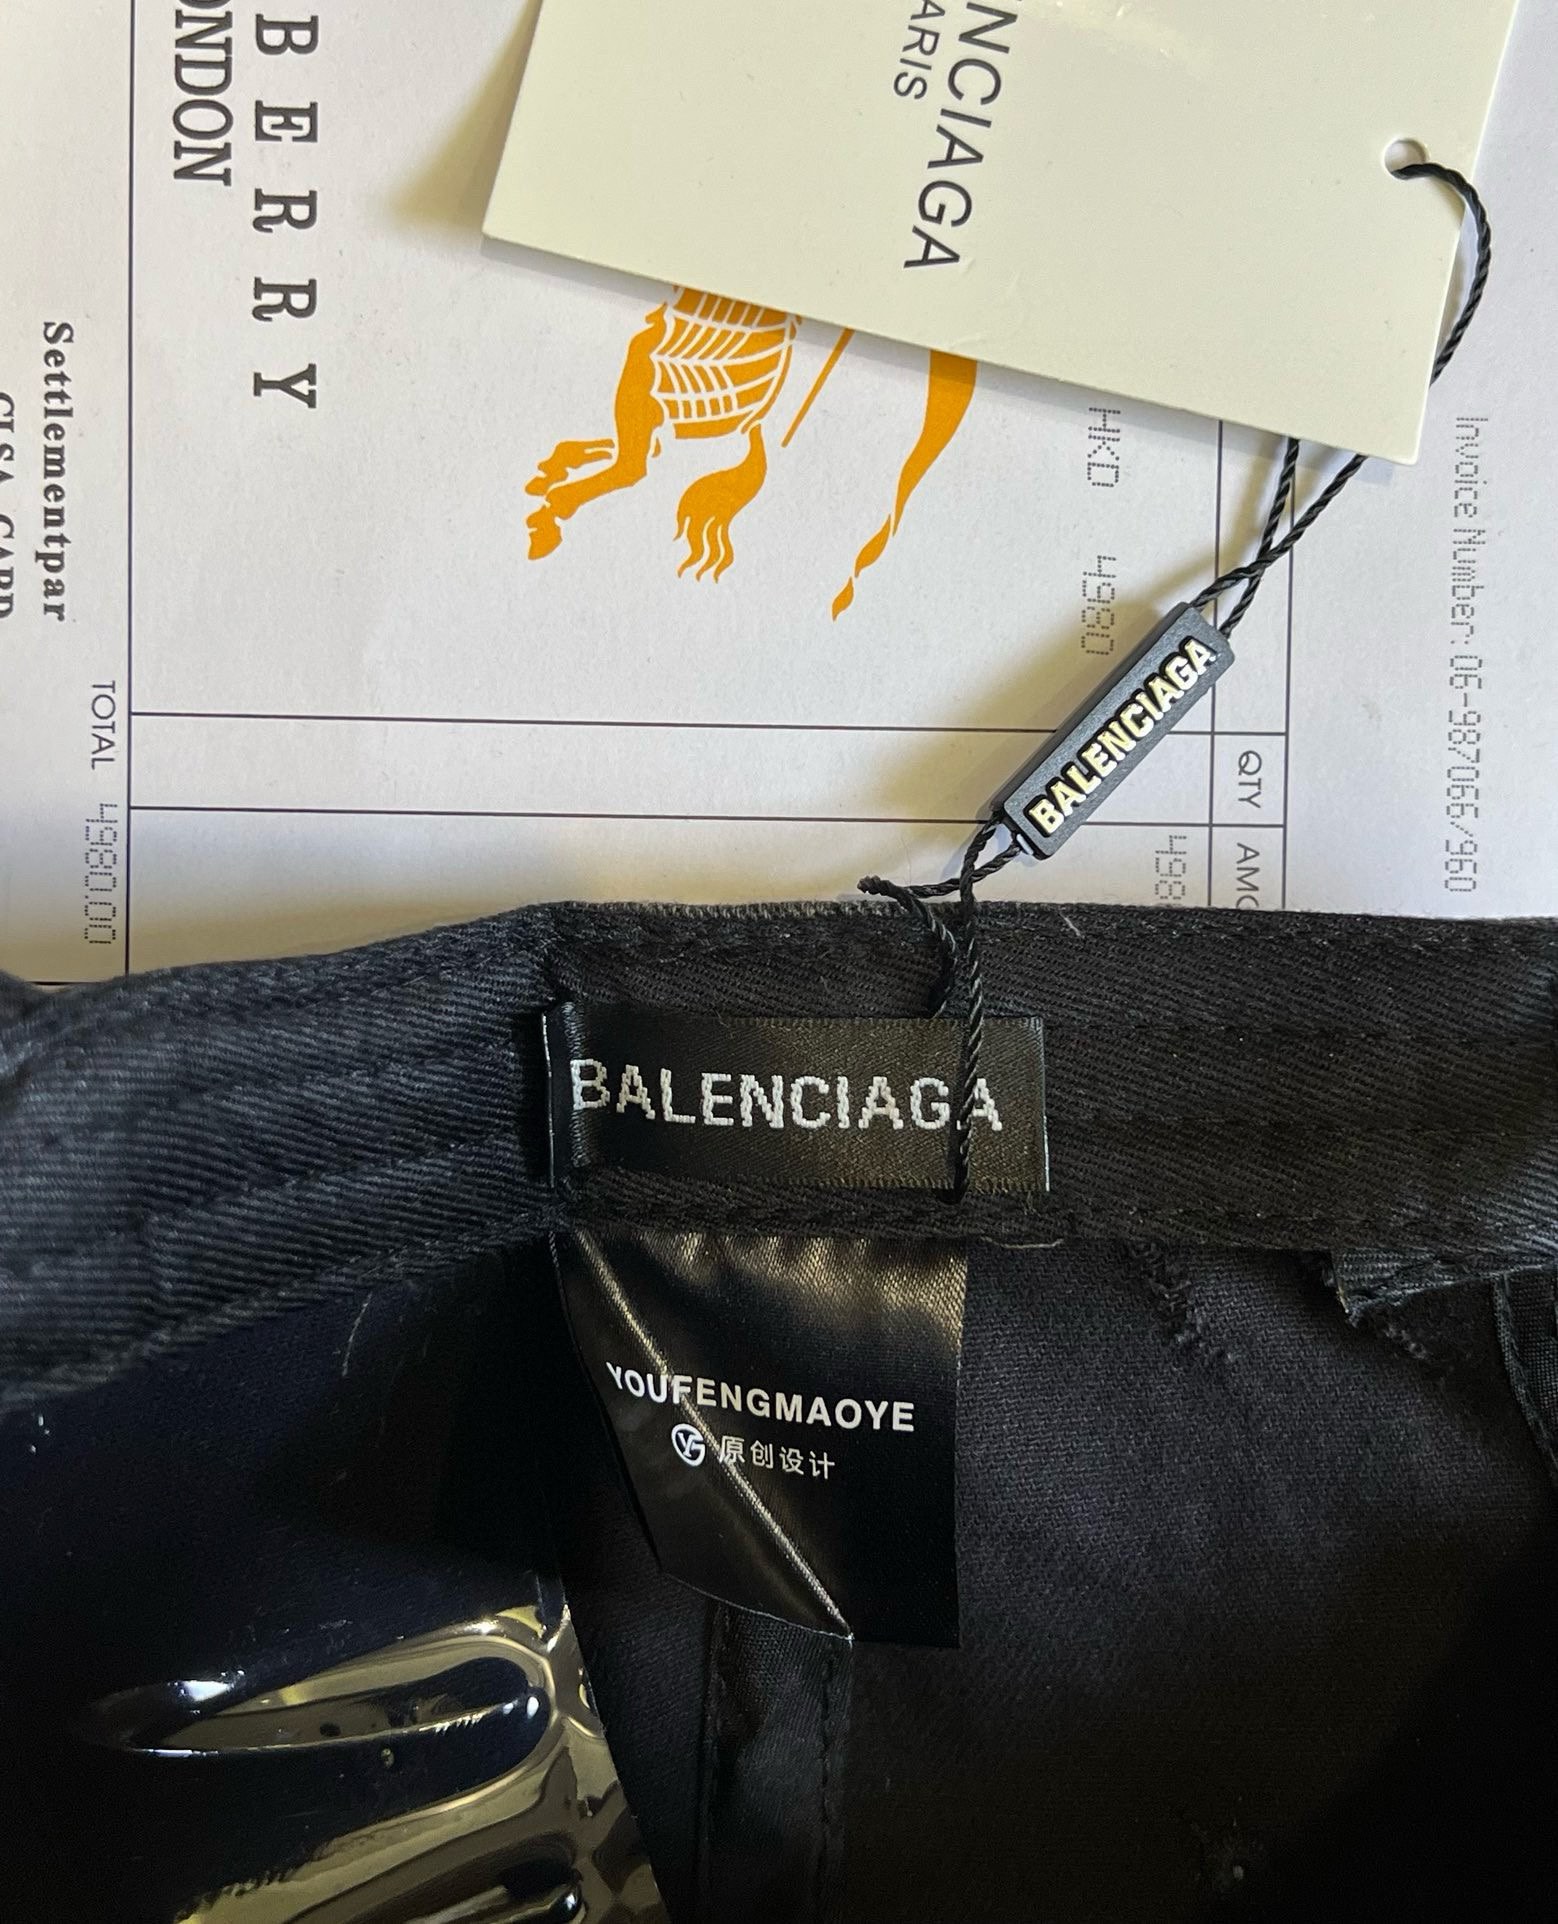 BERRY
ONDON
NCIAGA
ARIS
Invoice Number: 06-987066/960
QTY
HKD 4980
TOTAL 4980.00
Settlementpar
BALENCIAGA
BALENCIAGA
YOUFENGMAOYE
原创设计